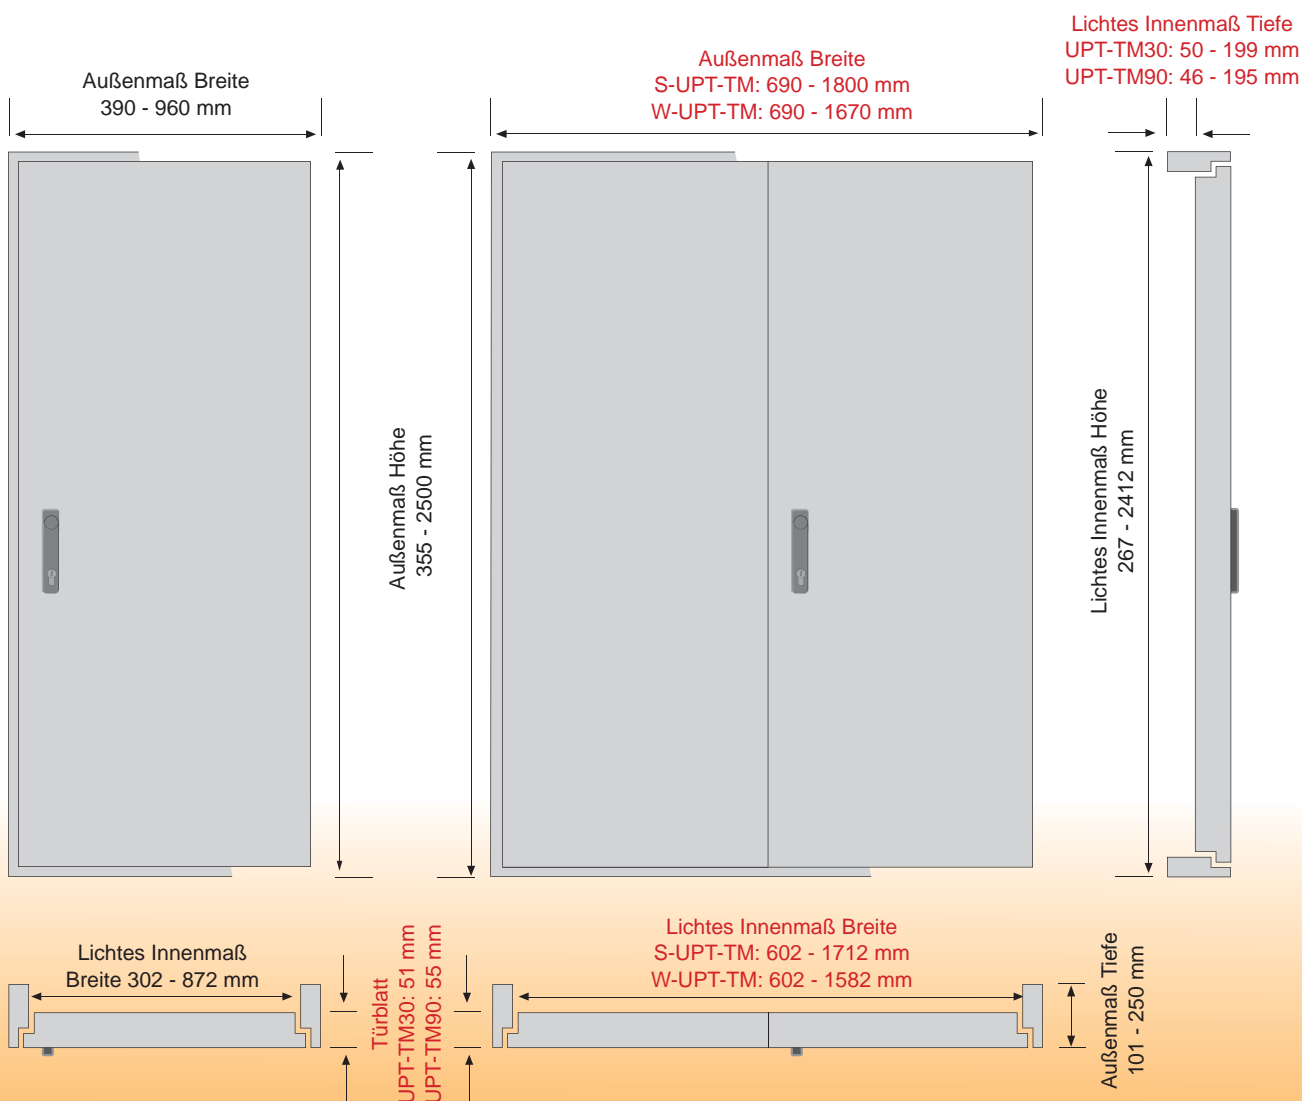 Lichtes Innenmaß Tiefe
UPT-TM30: 50 - 199 mm
UPT-TM90: 46 - 195 mm
Außenmaß Breite
390 - 960 mm
Außenmaß Breite
S-UPT-TM: 690 - 1800 mm
W-UPT-TM: 690 - 1670 mm
Außenmaß Höhe
355 - 2500 mm
Lichtes Innenmaß Höhe
267 - 2412 mm
Lichtes Innenmaß
Breite 302 - 872 mm
Türblatt
UPT-TM30: 51 mm
UPT-TM90: 55 mm
Lichtes Innenmaß Breite
S-UPT-TM: 602 - 1712 mm
W-UPT-TM: 602 - 1582 mm
Außenmaß Tiefe
101 - 250 mm